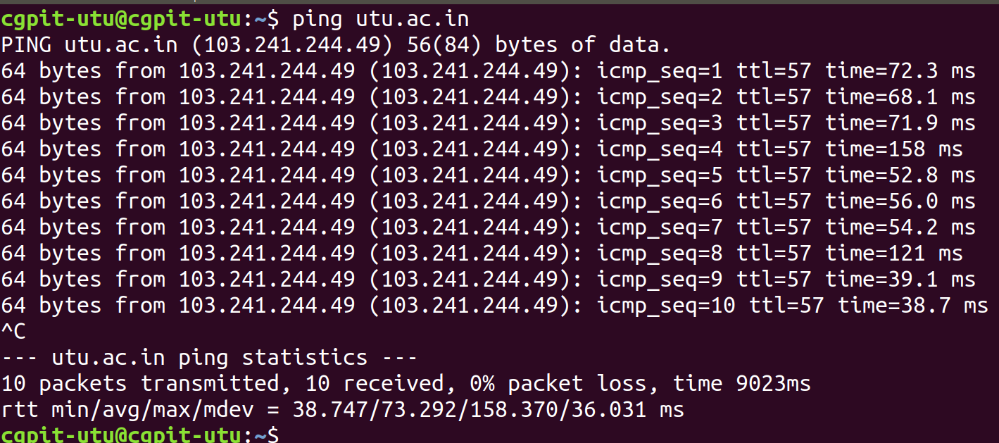 cgpit-utu@cgpit-utu:~$ ping utu.ac.in
PING utu.ac.in (103.241.244.49) 56(84) bytes of data.
64 bytes from 103.241.244.49 (103.241.244.49): icmp_seq=1 ttl=57 time=72.3 ms
64 bytes from 103.241.244.49 (103.241.244.49): icmp_seq=2 ttl=57 time=68.1 ms
64 bytes from 103.241.244.49 (103.241.244.49): icmp_seq=3 ttl=57 time=71.9 ms
64 bytes from 103.241.244.49 (103.241.244.49): icmp_seq=4 ttl=57 time=158 ms
64 bytes from 103.241.244.49 (103.241.244.49): icmp_seq=5 ttl=57 time=52.8 ms
64 bytes from 103.241.244.49 (103.241.244.49): icmp_seq=6 ttl=57 time=56.0 ms
64 bytes from 103.241.244.49 (103.241.244.49): icmp_seq=7 ttl=57 time=54.2 ms
64 bytes from 103.241.244.49 (103.241.244.49): icmp_seq=8 ttl=57 time=121 ms
64 bytes from 103.241.244.49 (103.241.244.49): icmp_seq=9 ttl=57 time=39.1 ms
64 bytes from 103.241.244.49 (103.241.244.49): icmp_seq=10 ttl=57 time=38.7 ms
^C
--- utu.ac.in ping statistics ---
10 packets transmitted, 10 received, 0% packet loss, time 9023ms
rtt min/avg/max/mdev = 38.747/73.292/158.370/36.031 ms
cgpit-utu@cgpit-utu:~$